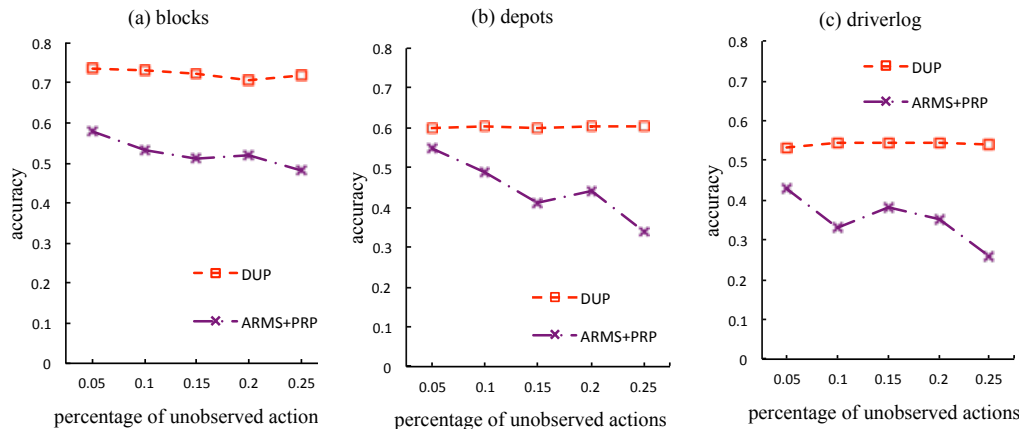 (a) blocks
0.8
0.7
0.6
0.5
0.4
0.3
0.2
0.1
0
accuracy
DUP
ARMS+PRP
0.05 0.1 0.15 0.2 0.25
percentage of unobserved action
(b) depots
0.8
0.7
0.6
0.5
0.4
0.3
0.2
0.1
0
accuracy
DUP
ARMS+PRP
0.05 0.1 0.15 0.2 0.25
percentage of unobserved actions
(c) driverlog
0.8
0.7
0.6
0.5
0.4
0.3
0.2
0.1
0
accuracy
DUP
ARMS+PRP
0.05 0.1 0.15 0.2 0.25
percentage of unobserved actions